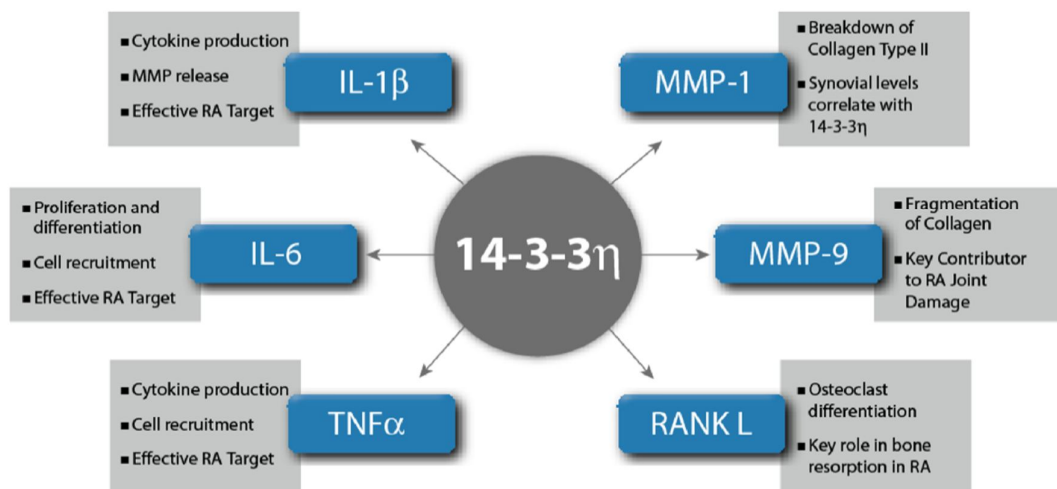 ■ Cytokine production
■ MMP release
■ Effective RA Target
IL-1β
MMP-1
■ Breakdown of
Collagen Type II
■ Synovial levels
correlate with
14-3-3η
■ Proliferation and
differentiation
■ Cell recruitment
■ Effective RA Target
IL-6
14-3-3η
MMP-9
■ Fragmentation
of Collagen
■ Key Contributor
to RA Joint
Damage
■ Cytokine production
■ Cell recruitment
■ Effective RA Target
TNFα
RANK L
■ Osteoclast
differentiation
■ Key role in bone
resorption in RA